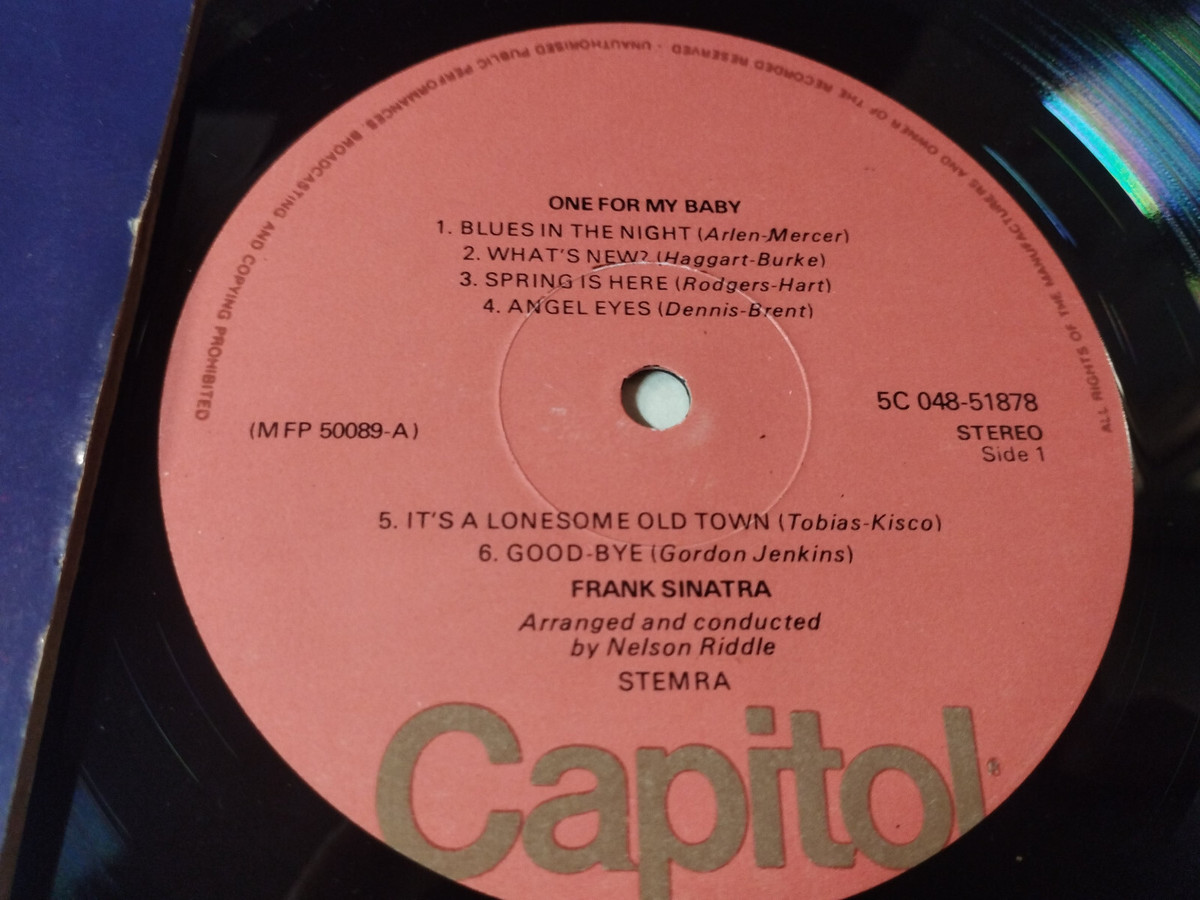 ALL RIGHTS OF THE MANUFACTURERS AND OWNER OF THE RECORDED RESERVED · UNAUTHORISED PUBLIC PERFORMANCES BROADCASTING AND COPYING PROHIBITED
ONE FOR MY BABY
1. BLUES IN THE NIGHT (Arlen-Mercer)
2. WHAT'S NEW? (Haggart-Burke)
3. SPRING IS HERE (Rodgers-Hart)
4. ANGEL EYES (Dennis-Brent)
(MFP 50089-A)
5C 048-51878
STEREO
Side 1
5. IT'S A LONESOME OLD TOWN (Tobias-Kisco)
6. GOOD-BYE (Gordon Jenkins)
FRANK SINATRA
Arranged and conducted
by Nelson Riddle
STEMRA
Capitol